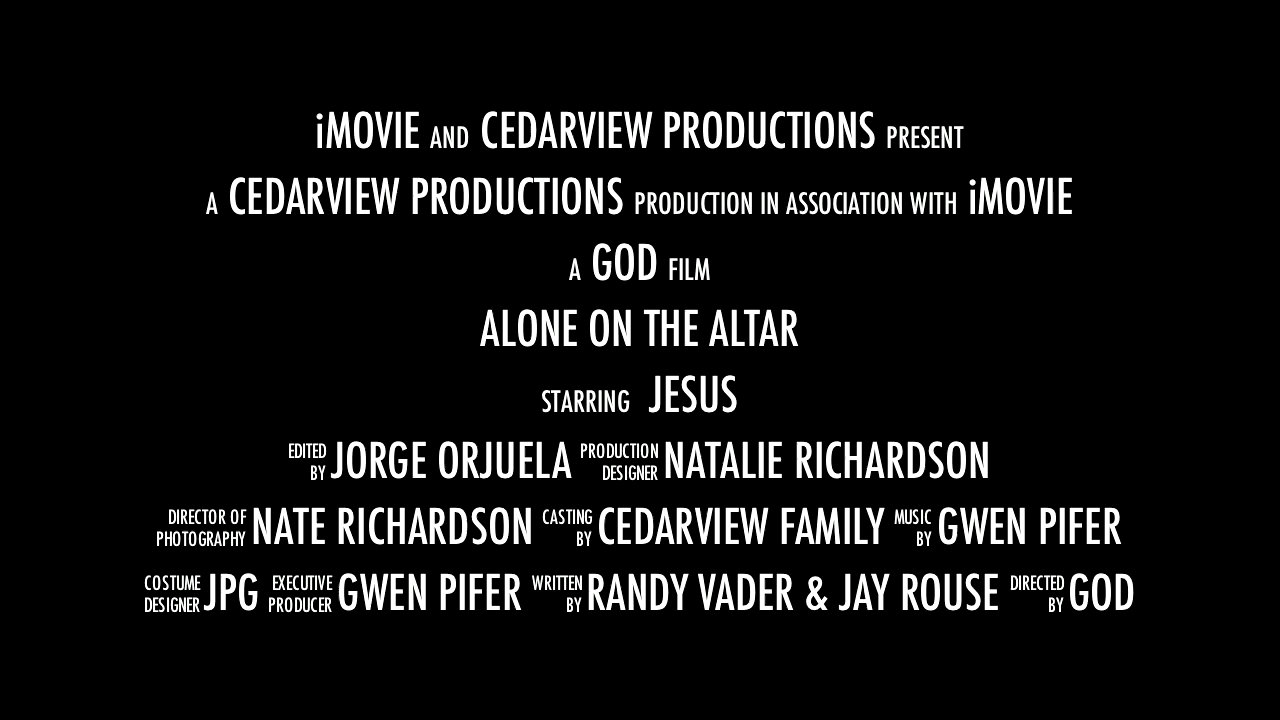 iMOVIE AND CEDARVIEW PRODUCTIONS PRESENT
A CEDARVIEW PRODUCTIONS PRODUCTION IN ASSOCIATION WITH iMOVIE
A GOD FILM
ALONE ON THE ALTAR
STARRING JESUS
EDITED BY JORGE ORJUELA PRODUCTION DESIGNER NATALIE RICHARDSON
DIRECTOR OF PHOTOGRAPHY NATE RICHARDSON CASTING BY CEDARVIEW FAMILY MUSIC BY GWEN PIFER
COSTUME DESIGNER JPG EXECUTIVE PRODUCER GWEN PIFER WRITTEN BY RANDY VADER & JAY ROUSE DIRECTED BY GOD